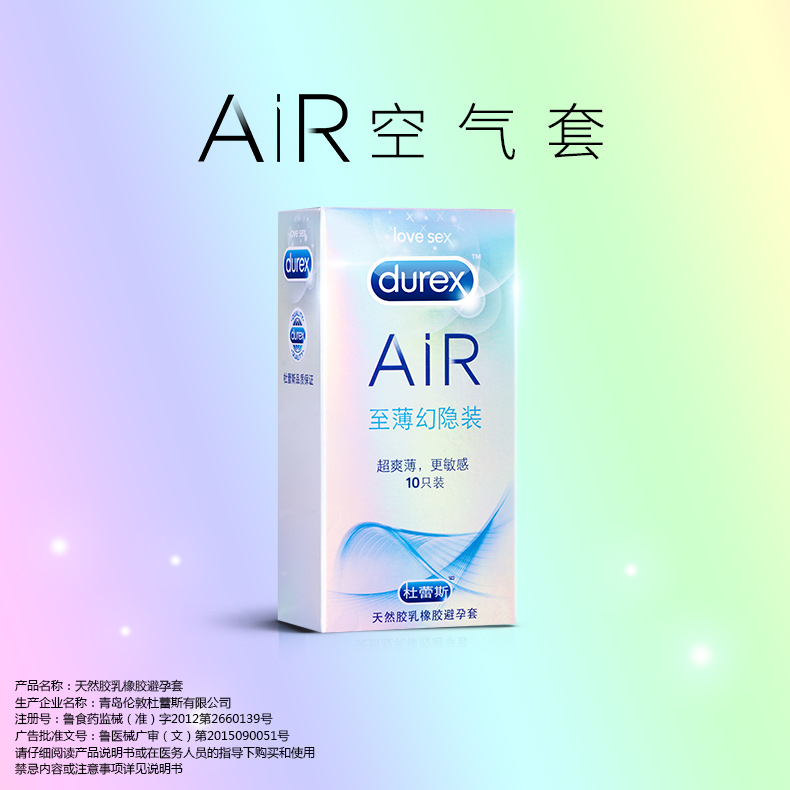 AiR空气套
love sex
durex™
AiR
至薄幻隐装
超爽薄，更敏感
10只装
杜蕾斯
天然胶乳橡胶避孕套
durex
durex
杜蕾斯品质保证
产品名称：天然胶乳橡胶避孕套
生产企业名称：青岛伦敦杜蕾斯有限公司
注册号：鲁食药监械（准）字2012第2660139号
广告批准文号：鲁医械广审（文）第2015090051号
请仔细阅读产品说明书或在医务人员的指导下购买和使用
禁忌内容或注意事项详见说明书